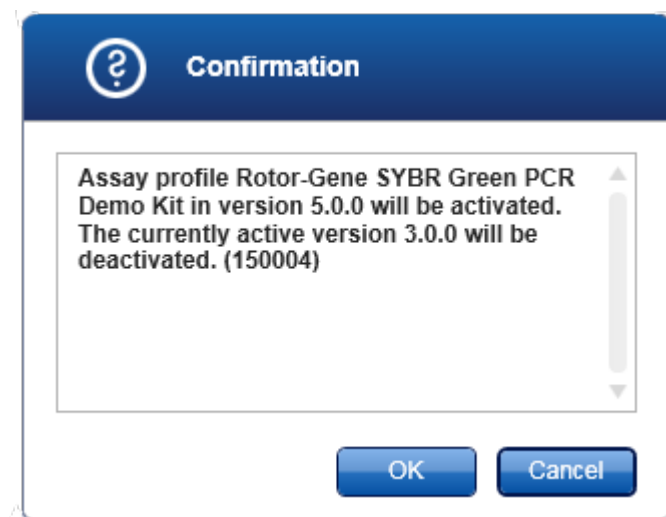 Confirmation
Assay profile Rotor-Gene SYBR Green PCR
Demo Kit in version 5.0.0 will be activated.
The currently active version 3.0.0 will be
deactivated. (150004)
OK
Cancel